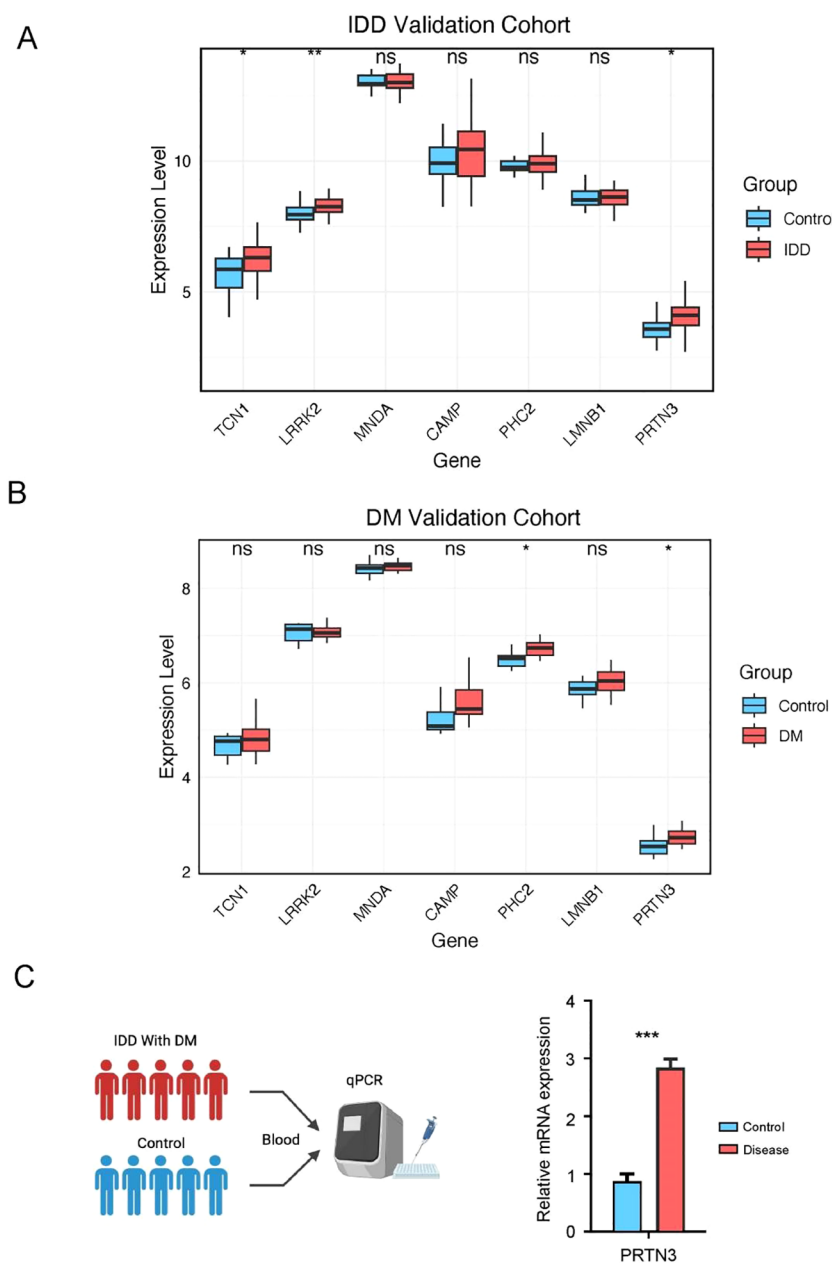 A
IDD Validation Cohort
* ** ns ns ns ns *
Expression Level
10
5
TCN1 LRRK2 MNDA CAMP PHC2 LMNB1 PRTN3
Gene
Group
Contro
IDD
B
DM Validation Cohort
ns ns ns ns * ns *
Expression Level
8
6
4
2
TCN1 LRRK2 MNDA CAMP PHC2 LMNB1 PRTN3
Gene
Group
Control
DM
C
IDD With DM
Control
Blood
qPCR
Relative mRNA expression
4
3
2
1
0
***
PRTN3
Control
Disease